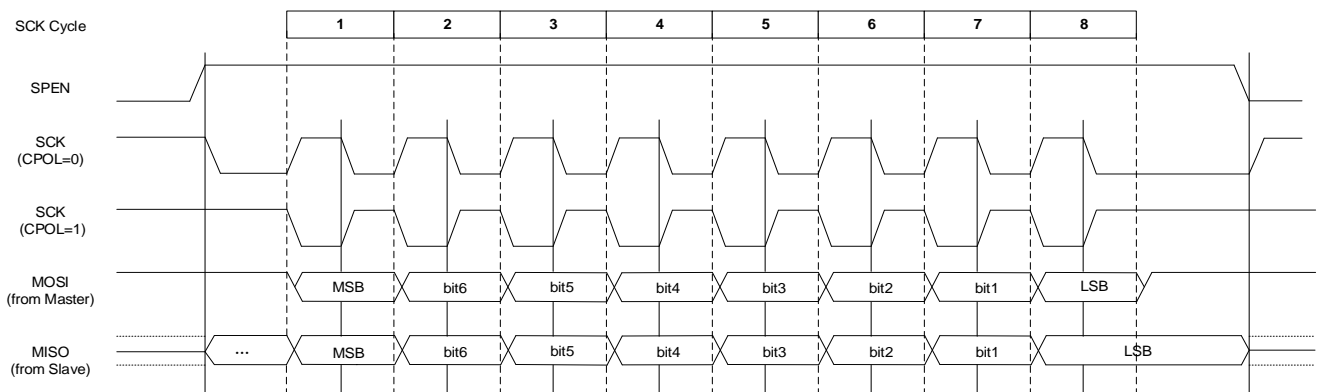 SCK Cycle 1 2 3 4 5 6 7 8
SPEN
SCK
(CPOL=0)
SCK
(CPOL=1)
MOSI
(from Master)
MSB bit6 bit5 bit4 bit3 bit2 bit1 LSB
MISO
(from Slave)
... MSB bit6 bit5 bit4 bit3 bit2 bit1 LSB